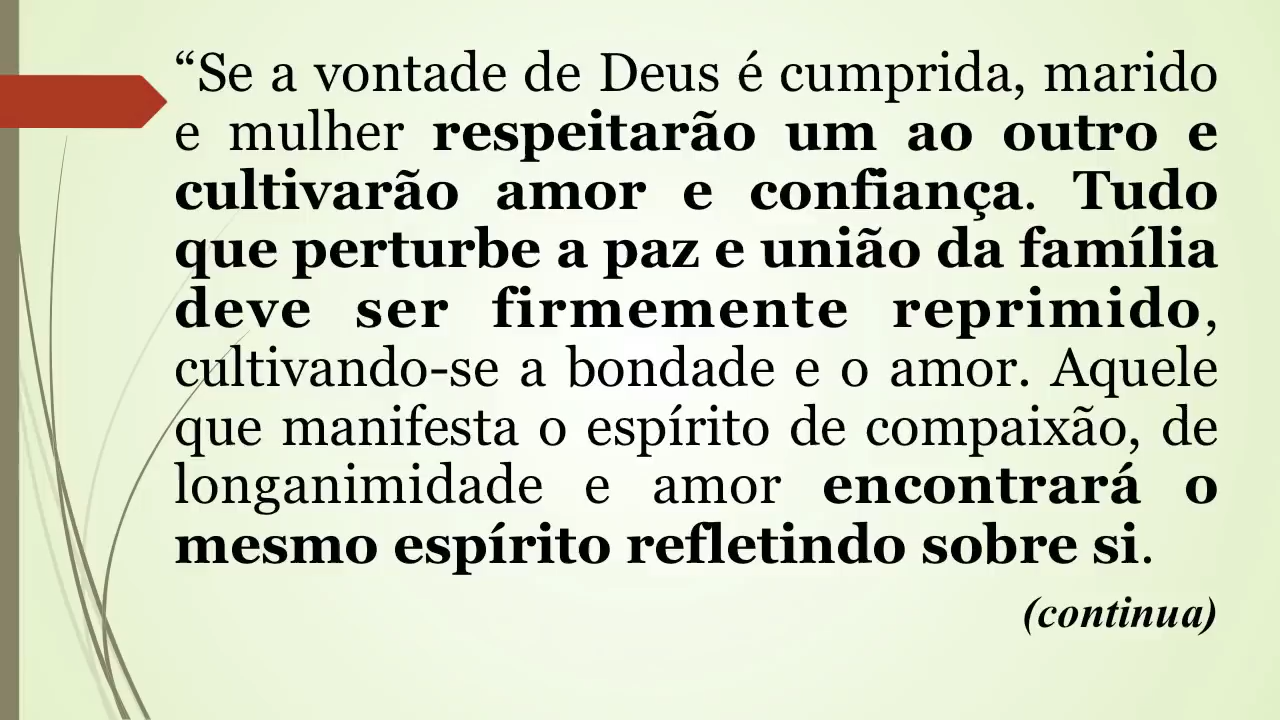 “Se a vontade de Deus é cumprida, marido
e mulher respeitarão um ao outro e
cultivarão amor e confiança. Tudo
que perturbe a paz e união da família
deve ser firmemente reprimido,
cultivando-se a bondade e o amor. Aquele
que manifesta o espírito de compaixão, de
longanimidade e amor encontrará o
mesmo espírito refletindo sobre si.
(continua)